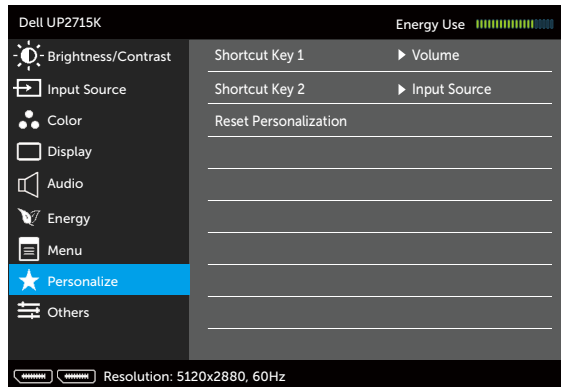 Dell UP2715K Energy Use
Brightness/Contrast Shortcut Key 1 Volume
Input Source Shortcut Key 2 Input Source
Color Reset Personalization
Display
Audio
Energy
Menu
Personalize
Others
Resolution: 5120x2880, 60Hz